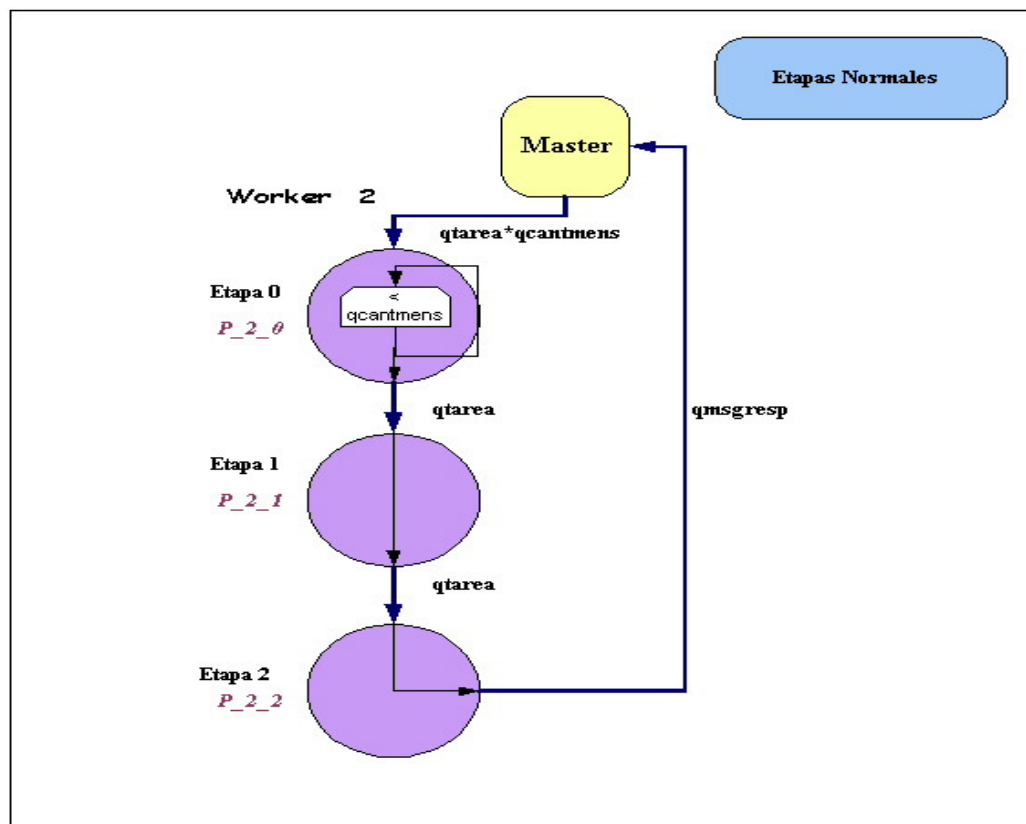 Etapas Normales
Master
Worker 2
qtarea*qcantmens
Etapa 0
P_2_0
<
qcantmens
qtarea
qmsgresp
Etapa 1
P_2_1
qtarea
Etapa 2
P_2_2